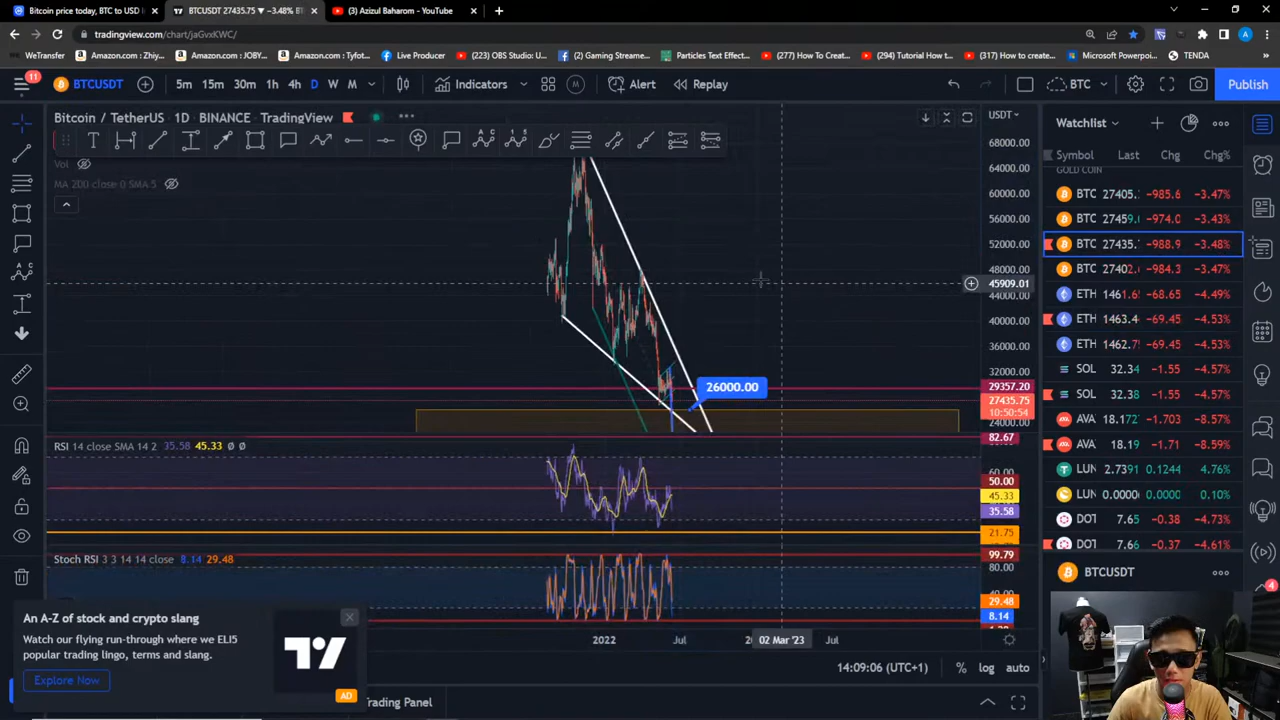 Bitcoin price today, BTC to USD l
BTCUSDT 27435.75 ▼ −3.48% B
(3) Azizul Baharom - YouTube
tradingview.com/chart/jaGvxKWC/
WeTransfer
Amazon.com : Zhiy...
Amazon.com : JOBY...
Amazon.com : Tyfot...
Live Producer
(223) OBS Studio: U...
(2) Gaming Streame...
Particles Text Effect...
(277) How To Creat...
(294) Tutorial How t...
(317) How to create...
Microsoft Powerpoi...
TENDA
11
BTCUSDT
5m
15m
30m
1h
4h
D
W
M
Indicators
Alert
Replay
BTC
Publish
Bitcoin / TetherUS 1D BINANCE TradingView
Vol
MA 200 close 0 SMA 5
USDT
68000.00
64000.00
60000.00
56000.00
52000.00
48000.00
45909.01
44000.00
40000.00
36000.00
32000.00
29357.20
27435.75
10:50:54
24000.00
26000.00
RSI 14 close SMA 14 2 35.58 45.33 Ø Ø
82.67
60.00
50.00
45.33
35.58
21.75
Stoch RSI 3 3 14 14 close 8.14 29.48
99.79
80.00
40.00
29.48
8.14
2022
Jul
02 Mar '23
Jul
14:09:06 (UTC+1)
%
log
auto
Trading Panel
An A-Z of stock and crypto slang
Watch our flying run-through where we ELI5
popular trading lingo, terms and slang.
Explore Now
AD
Watchlist
Symbol Last Chg Chg%
GOLD COIN
BTC 27405. −985.6 −3.47%
BTC 27459. −974.0 −3.43%
BTC 27435. −988.9 −3.48%
BTC 27402. −984.3 −3.47%
ETH 1461.6 −68.65 −4.49%
ETH 1463.4 −69.45 −4.53%
ETH 1462.7 −69.45 −4.53%
SOL 32.34 −1.55 −4.57%
SOL 32.34 −1.55 −4.57%
AVA 18.17 −1.703 −8.57%
AVA 18.19 −1.71 −8.59%
LUN 2.7391 0.1244 4.76%
LUN 0.0000 0.0000 0.10%
DOT 7.65 −0.38 −4.73%
DOT 7.66 −0.37 −4.61%
BTCUSDT
4